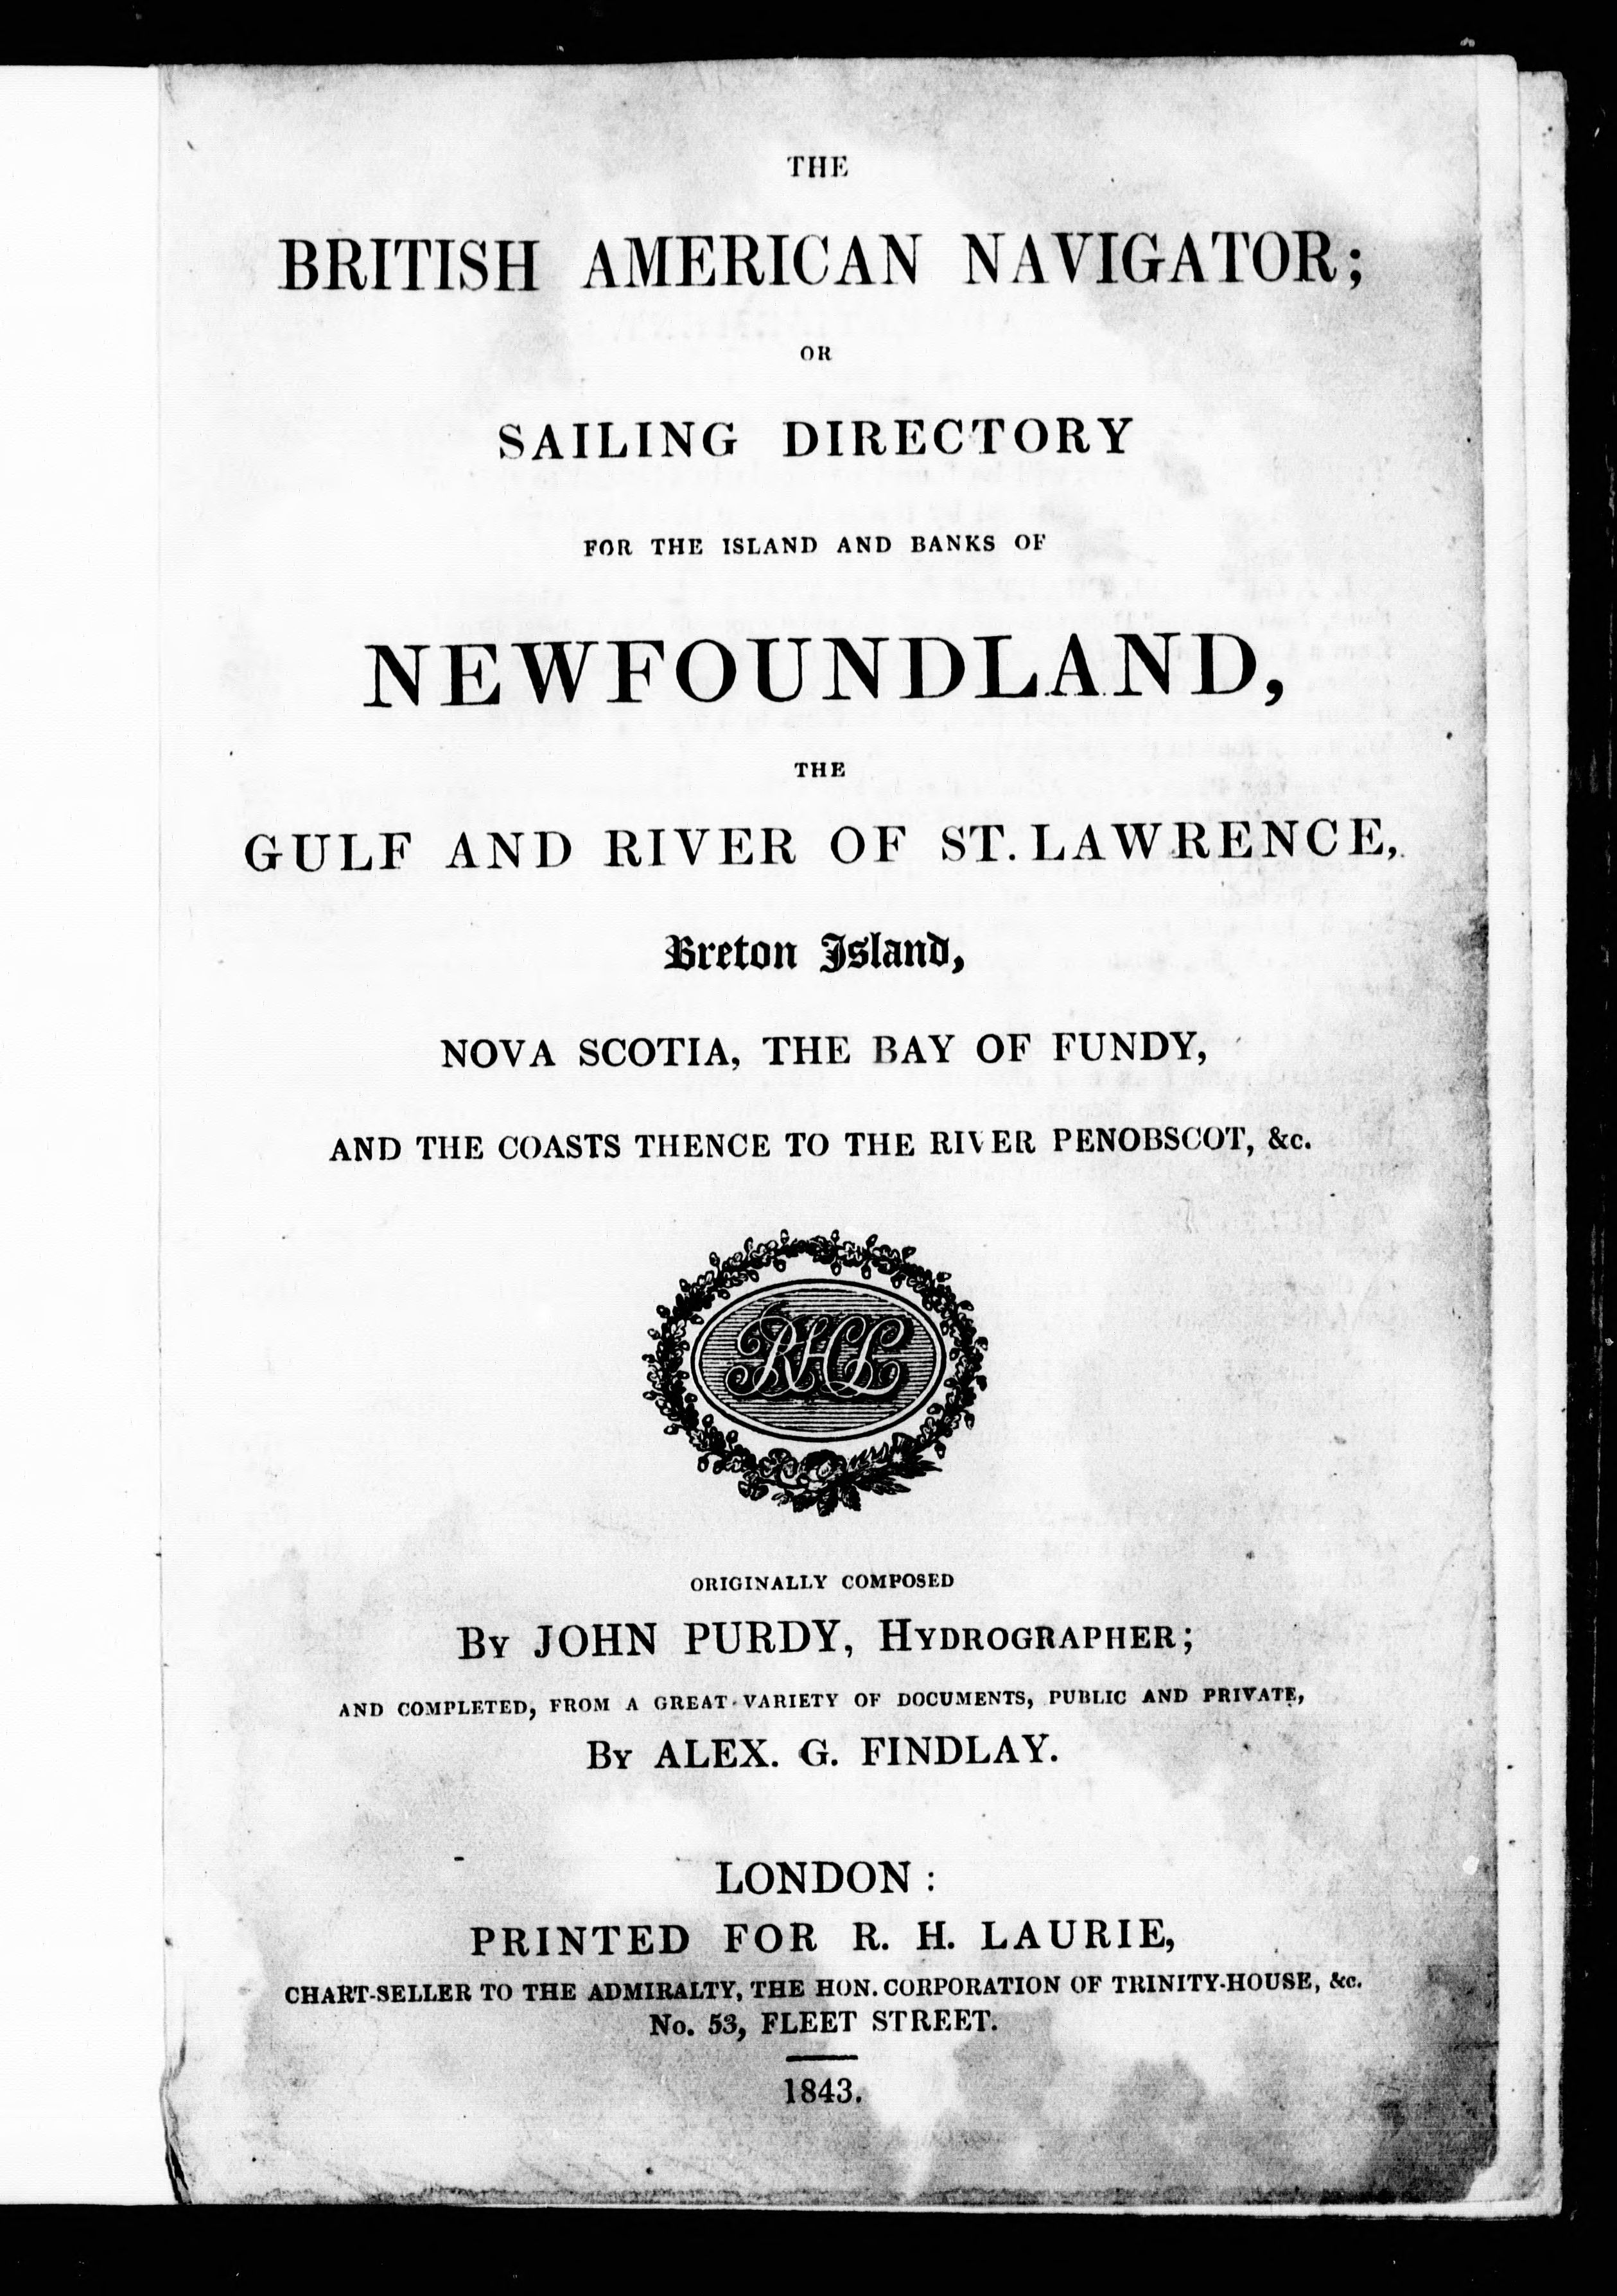 THE
BRITISH AMERICAN NAVIGATOR;
OR
SAILING DIRECTORY
FOR THE ISLAND AND BANKS OF
NEWFOUNDLAND,
THE
GULF AND RIVER OF ST. LAWRENCE,
Breton Island,
NOVA SCOTIA, THE BAY OF FUNDY,
AND THE COASTS THENCE TO THE RIVER PENOBSCOT, &c.
RHL
ORIGINALLY COMPOSED
BY JOHN PURDY, HYDROGRAPHER;
AND COMPLETED, FROM A GREAT VARIETY OF DOCUMENTS, PUBLIC AND PRIVATE,
BY ALEX. G. FINDLAY.
LONDON:
PRINTED FOR R. H. LAURIE,
CHART-SELLER TO THE ADMIRALTY, THE HON. CORPORATION OF TRINITY-HOUSE, &c.
No. 53, FLEET STREET.
1843.